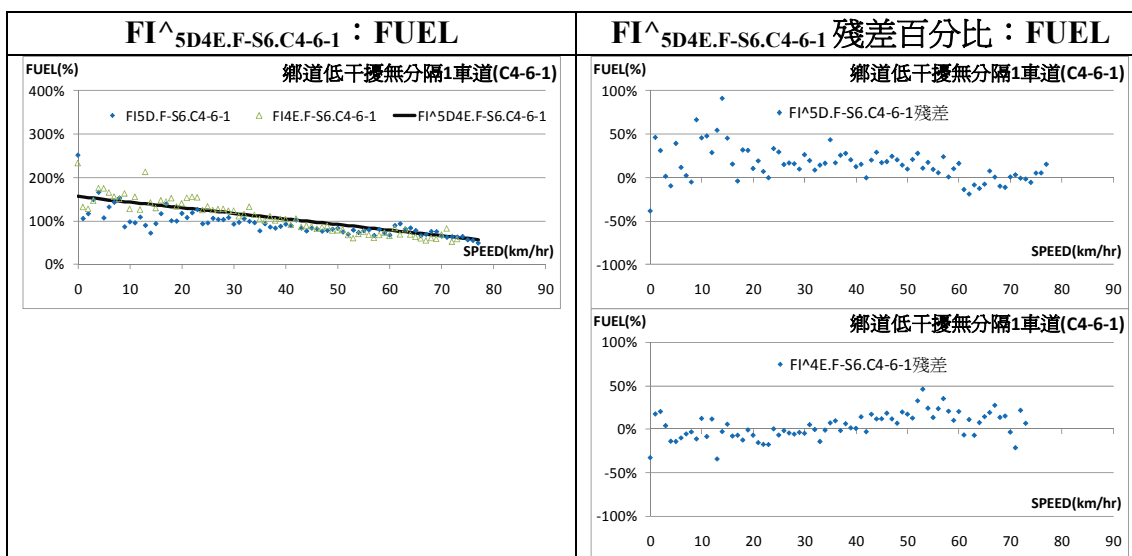 FI^5D4E.F-S6.C4-6-1：FUEL
FI^5D4E.F-S6.C4-6-1 殘差百分比：FUEL
FUEL(%)
鄉道低干擾無分隔1車道(C4-6-1)
400%
300%
200%
100%
0%
FI5D.F-S6.C4-6-1
FI4E.F-S6.C4-6-1
FI^5D4E.F-S6.C4-6-1
SPEED(km/hr)
0 10 20 30 40 50 60 70 80 90
FUEL(%)
鄉道低干擾無分隔1車道(C4-6-1)
100%
50%
0%
-50%
-100%
FI^5D.F-S6.C4-6-1殘差
SPEED(km/hr)
0 10 20 30 40 50 60 70 80 90
FUEL(%)
鄉道低干擾無分隔1車道(C4-6-1)
100%
50%
0%
-50%
-100%
FI^4E.F-S6.C4-6-1殘差
SPEED(km/hr)
0 10 20 30 40 50 60 70 80 90